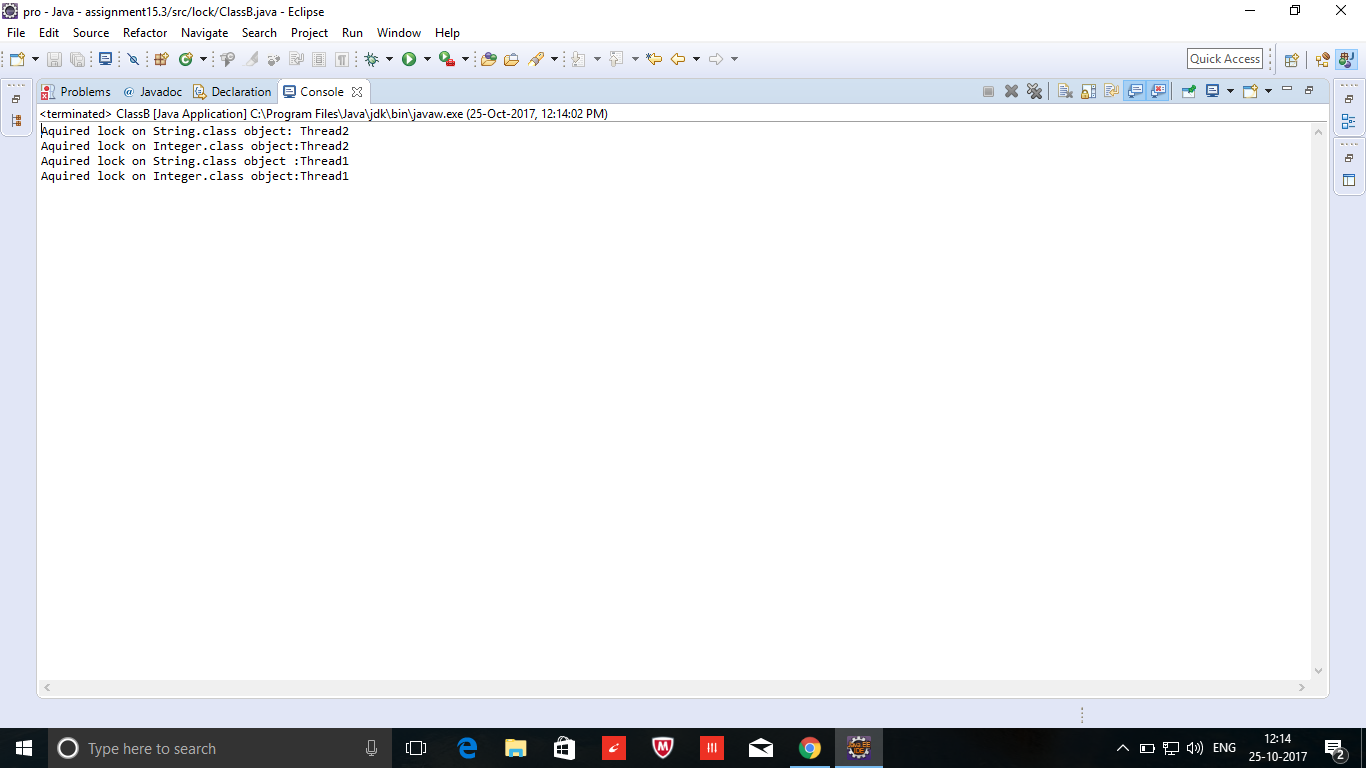 pro - Java - assignment15.3/src/lock/ClassB.java - Eclipse
File Edit Source Refactor Navigate Search Project Run Window Help
Quick Access
Problems @ Javadoc Declaration Console
<terminated> ClassB [Java Application] C:\Program Files\Java\jdk\bin\javaw.exe (25-Oct-2017, 12:14:02 PM)
Aquired lock on String.class object: Thread2
Aquired lock on Integer.class object:Thread2
Aquired lock on String.class object :Thread1
Aquired lock on Integer.class object:Thread1
Type here to search
ENG
12:14
25-10-2017
2